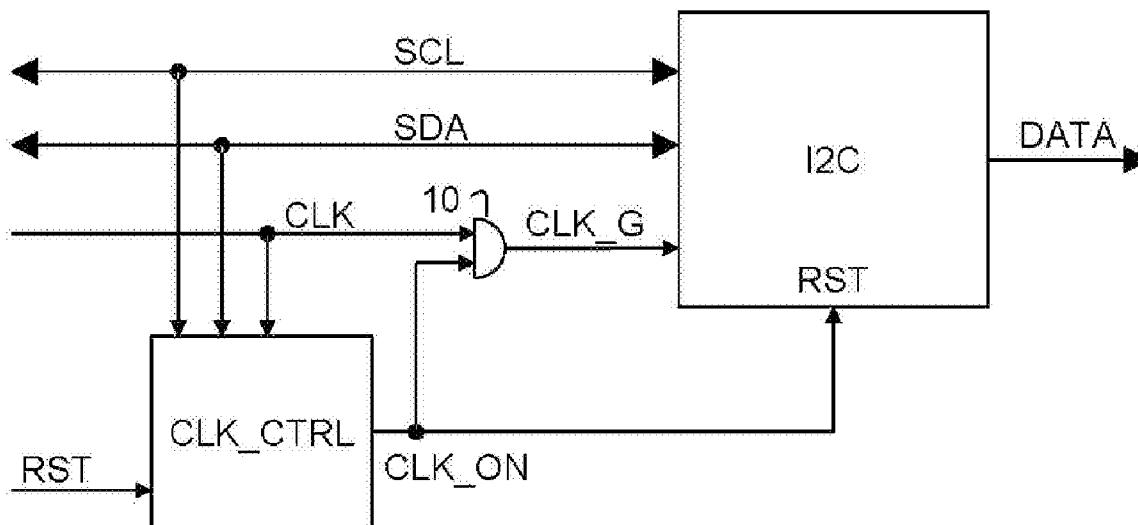 SCL
SDA
I2C
DATA
10
CLK
CLK_G
RST
CLK_CTRL
CLK_ON
RST